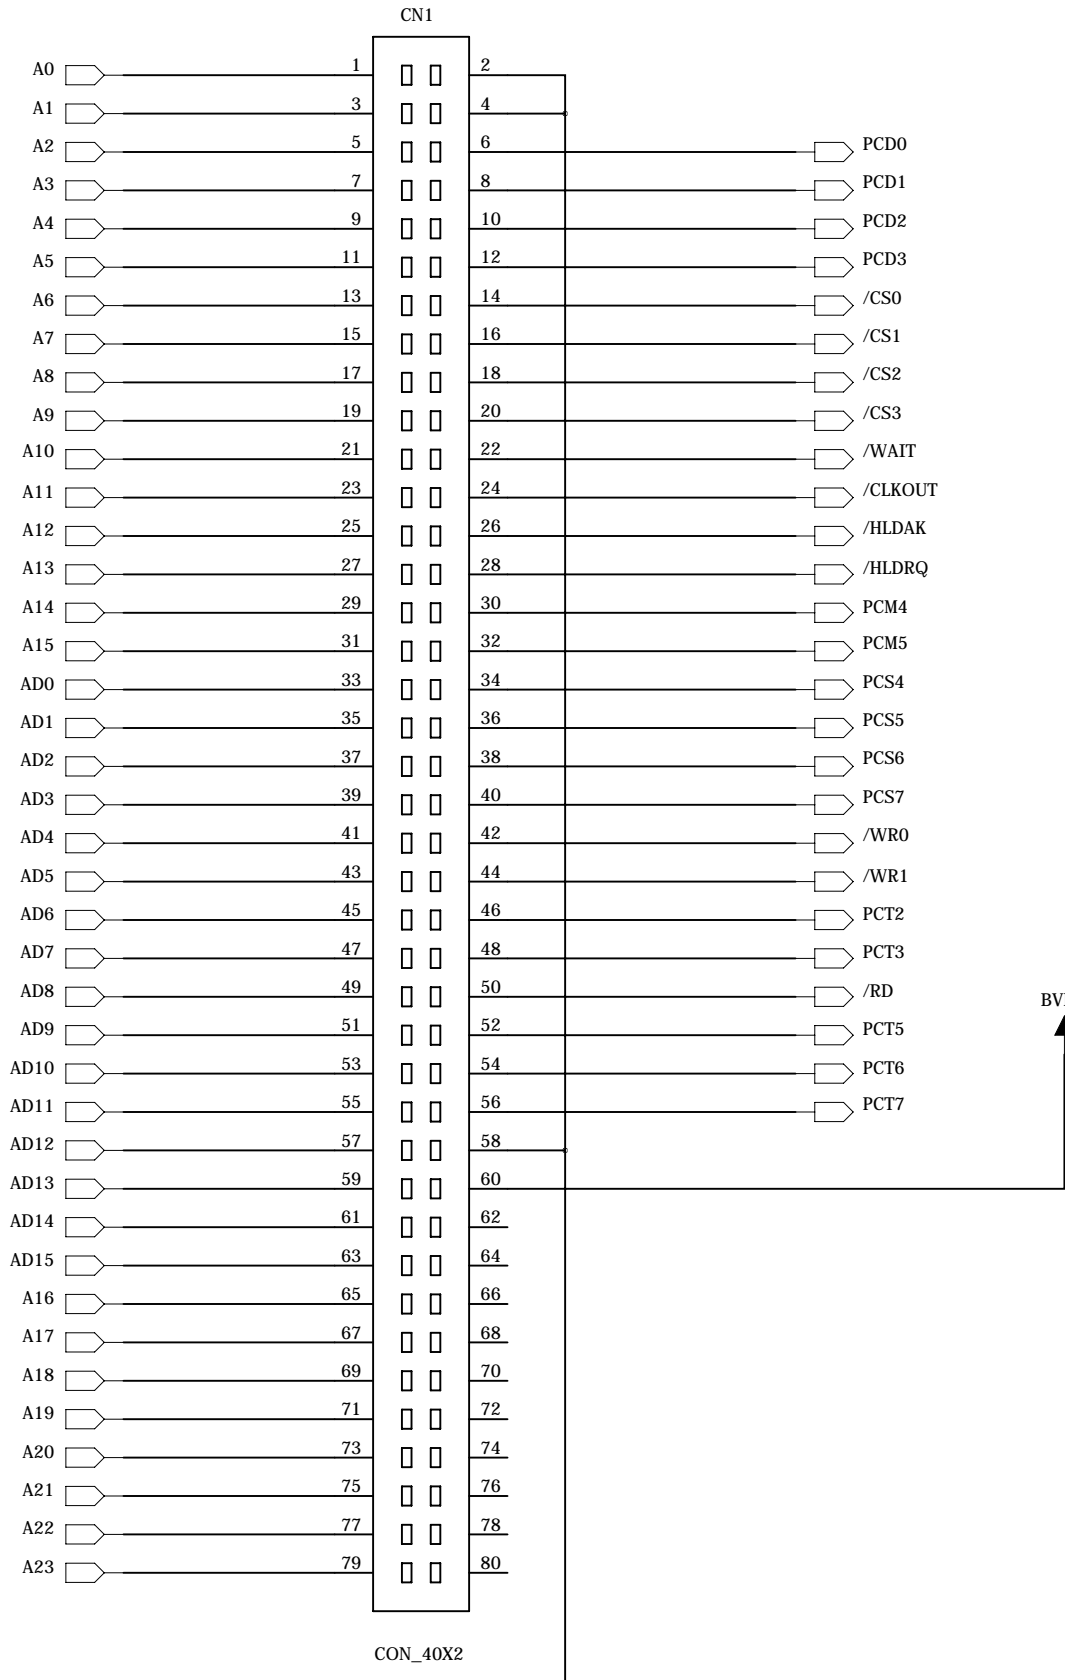 CN1
A0 1 2
A1 3 4
A2 5 6 PCD0
A3 7 8 PCD1
A4 9 10 PCD2
A5 11 12 PCD3
A6 13 14 /CS0
A7 15 16 /CS1
A8 17 18 /CS2
A9 19 20 /CS3
A10 21 22 /WAIT
A11 23 24 /CLKOUT
A12 25 26 /HLDAK
A13 27 28 /HLDRQ
A14 29 30 PCM4
A15 31 32 PCM5
AD0 33 34 PCS4
AD1 35 36 PCS5
AD2 37 38 PCS6
AD3 39 40 PCS7
AD4 41 42 /WR0
AD5 43 44 /WR1
AD6 45 46 PCT2
AD7 47 48 PCT3
AD8 49 50 /RD
AD9 51 52 PCT5
AD10 53 54 PCT6
AD11 55 56 PCT7
AD12 57 58
AD13 59 60
AD14 61 62
AD15 63 64
A16 65 66
A17 67 68
A18 69 70
A19 71 72
A20 73 74
A21 75 76
A22 77 78
A23 79 80
CON_40X2